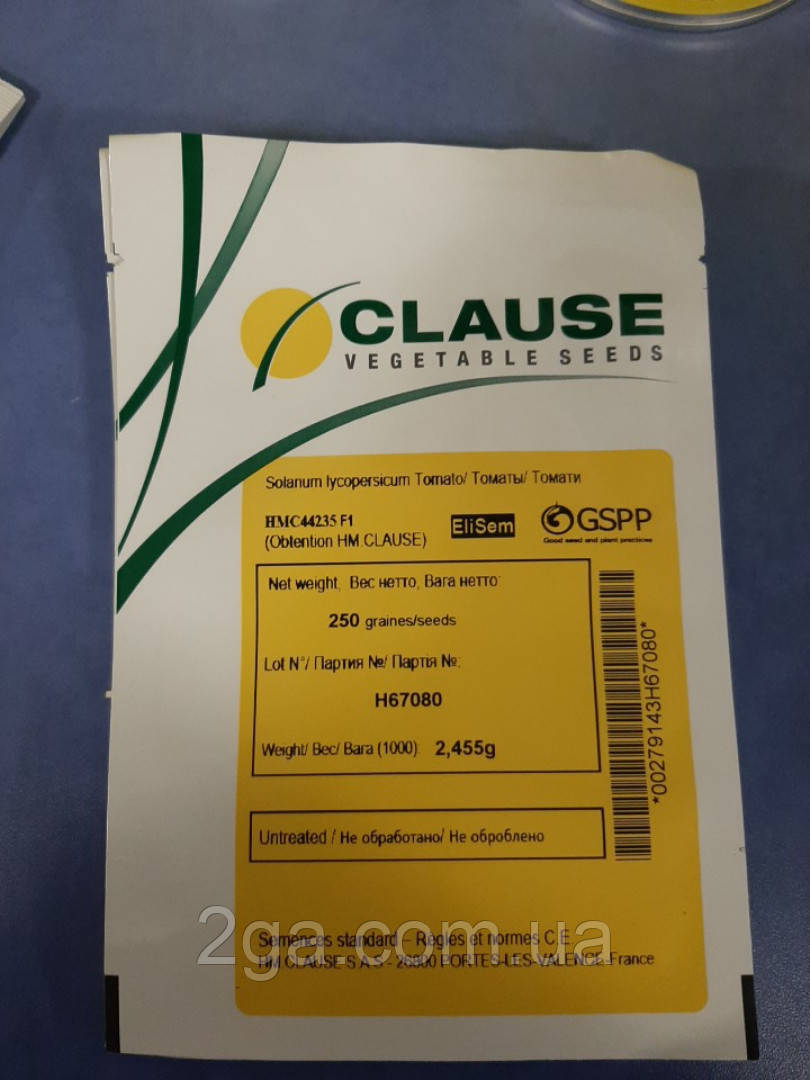 CLAUSE
VEGETABLE SEEDS
Solanum lycopersicum Tomato/ Томаты/ Томати
HMC44235 F1
(Obtention HM.CLAUSE)
EliSem
GSPP
Good seed and plant practices
Net weight, Вес нетто, Вага нетто:
250 graines/seeds
Lot N°/ Партия №/ Партія №:
H67080
Weight/ Вес/ Вага (1000): 2,455g
*00279143H67080*
Untreated / Не обработано/ Не оброблено
2ga.com.ua
Semences standard – Règles et normes C.E.
HM.CLAUSE S.A.S - 26800 PORTES-LES-VALENCE-France